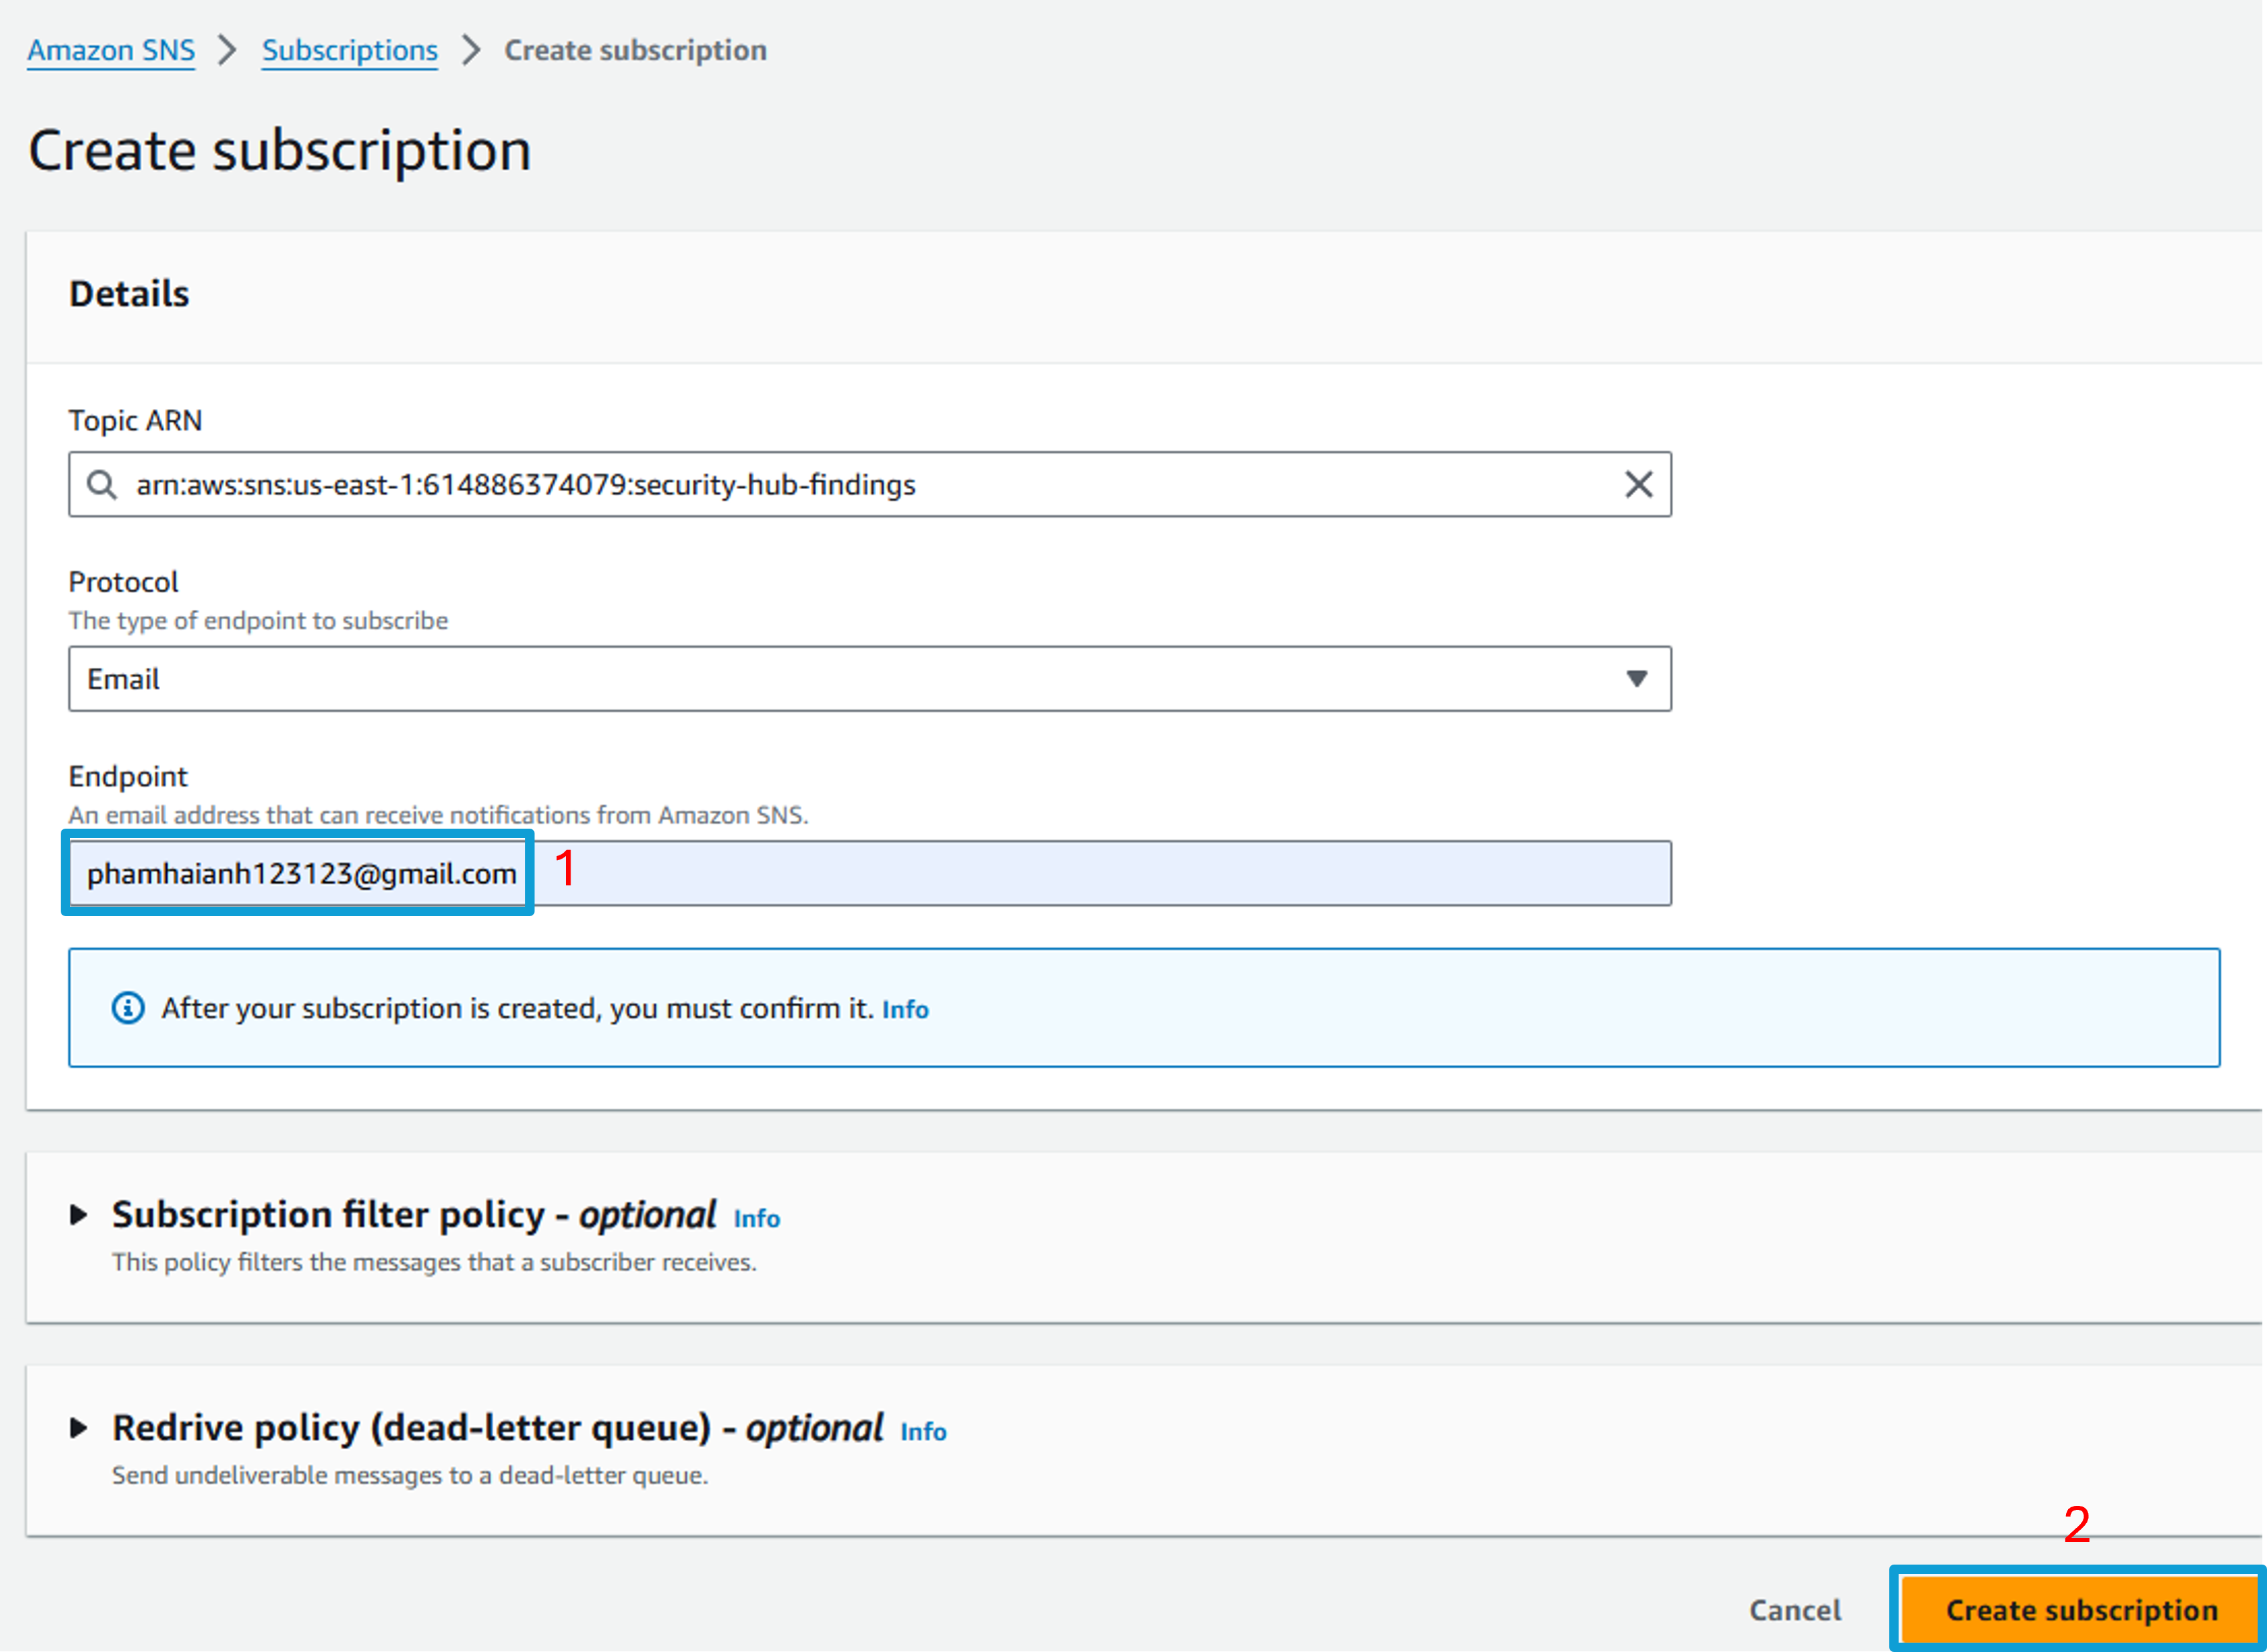 Amazon SNS > Subscriptions > Create subscription
Create subscription
Details
Topic ARN
arn:aws:sns:us-east-1:614886374079:security-hub-findings
Protocol
The type of endpoint to subscribe
Email
Endpoint
An email address that can receive notifications from Amazon SNS.
phamhaianh123123@gmail.com 1
After your subscription is created, you must confirm it. Info
Subscription filter policy - optional Info
This policy filters the messages that a subscriber receives.
Redrive policy (dead-letter queue) - optional Info
Send undeliverable messages to a dead-letter queue.
2
Cancel Create subscription